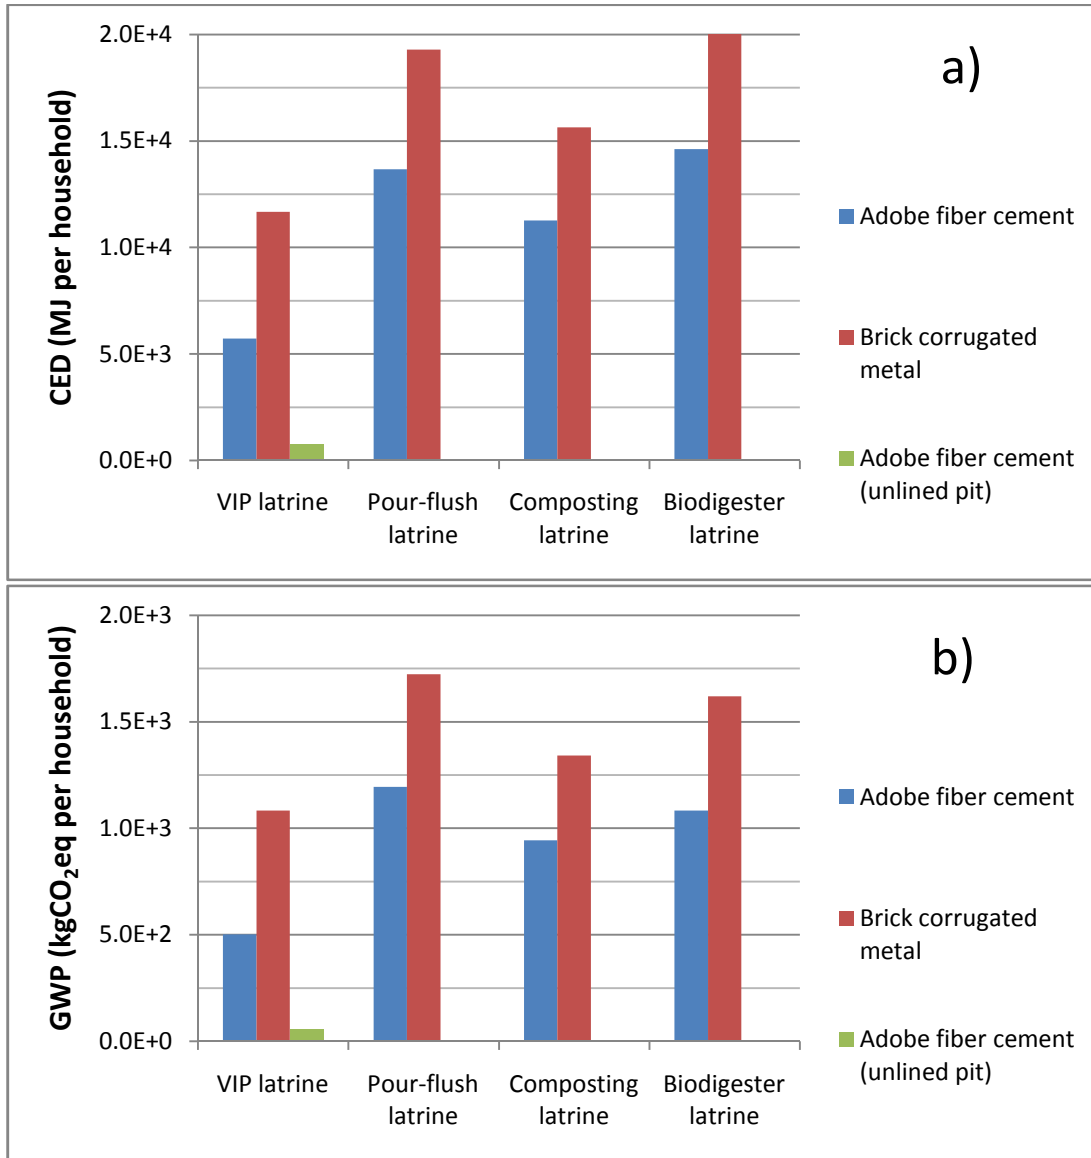 a)
CED (MJ per household)
2.0E+4
1.5E+4
1.0E+4
5.0E+3
0.0E+0
VIP latrine
Pour-flush
latrine
Composting
latrine
Biodigester
latrine
Adobe fiber cement
Brick corrugated
metal
Adobe fiber cement
(unlined pit)
b)
GWP (kgCO₂eq per household)
2.0E+3
1.5E+3
1.0E+3
5.0E+2
0.0E+0
VIP latrine
Pour-flush
latrine
Composting
latrine
Biodigester
latrine
Adobe fiber cement
Brick corrugated
metal
Adobe fiber cement
(unlined pit)